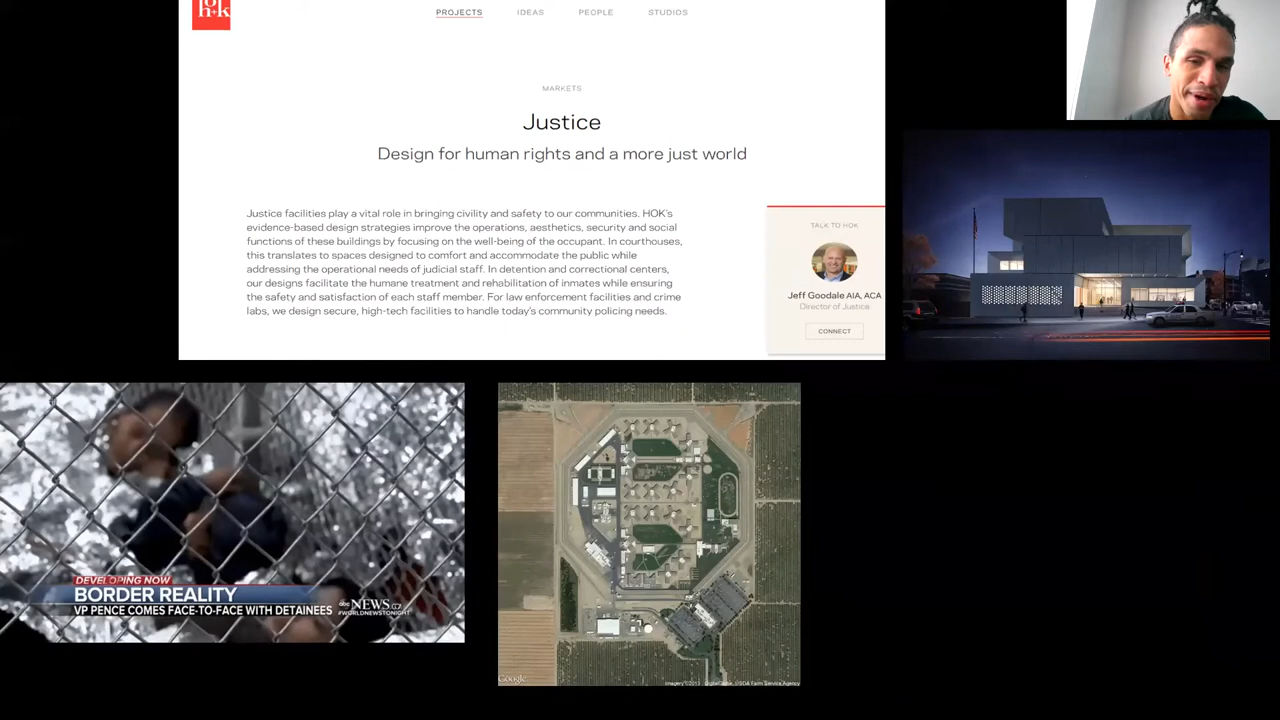 h+k
PROJECTS
IDEAS
PEOPLE
STUDIOS
MARKETS
Justice
Design for human rights and a more just world
Justice facilities play a vital role in bringing civility and safety to our communities. HOK's
evidence-based design strategies improve the operations, aesthetics, security and social
functions of these buildings by focusing on the well-being of the occupant. In courthouses,
this translates to spaces designed to comfort and accommodate the public while
addressing the operational needs of judicial staff. In detention and correctional centers,
our designs facilitate the humane treatment and rehabilitation of inmates while ensuring
the safety and satisfaction of each staff member. For law enforcement facilities and crime
labs, we design secure, high-tech facilities to handle today's community policing needs.
TALK TO HOK
Jeff Goodale AIA, ACA
Director of Justice
CONNECT
DEVELOPING NOW
BORDER REALITY
VP PENCE COMES FACE-TO-FACE WITH DETAINEES
abc NEWS
#WORLDNEWSTONIGHT
Google
Imagery ©2013, DigitalGlobe, USDA Farm Service Agency